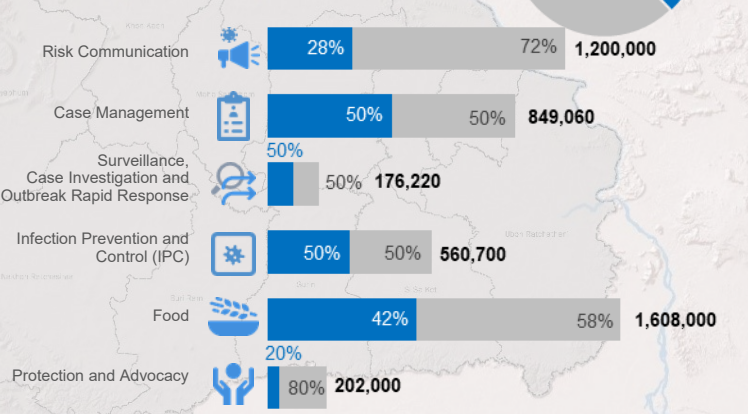 Risk Communication
28%
72%
1,200,000
Case Management
50%
50%
849,060
50%
Surveillance,
Case Investigation and
Outbreak Rapid Response
50%
176,220
Infection Prevention and
Control (IPC)
50%
50%
560,700
Food
42%
58%
1,608,000
20%
Protection and Advocacy
80%
202,000